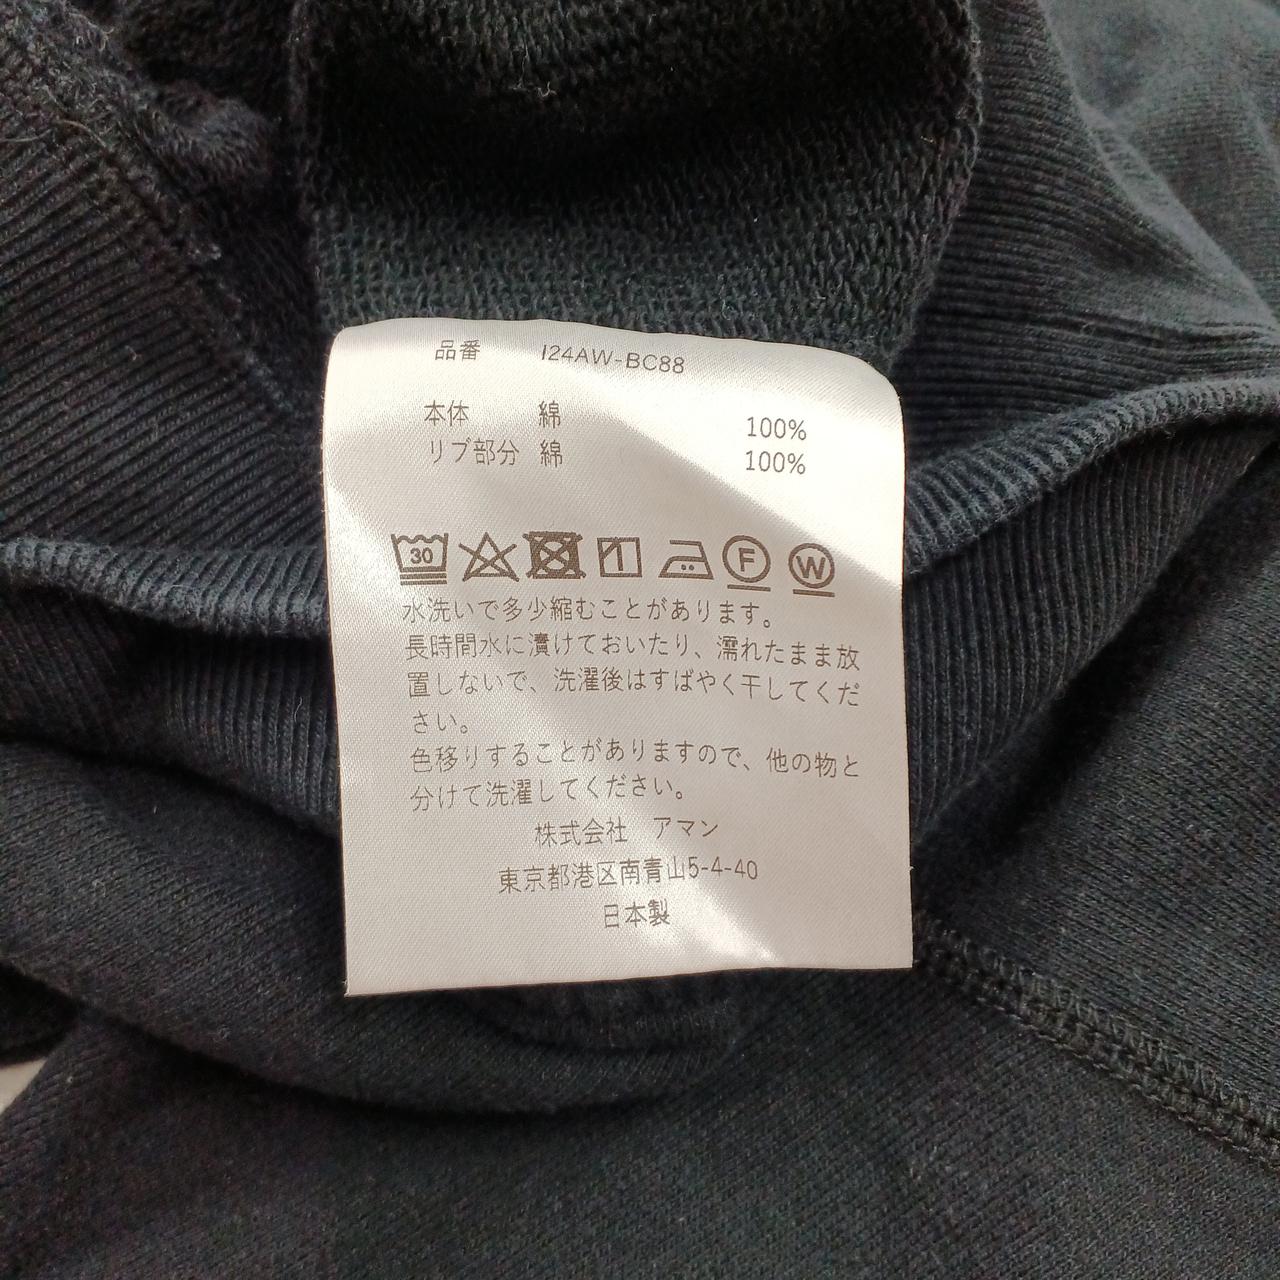 品番 I24AW-BC88
本体 綿 100%
リブ部分 綿 100%
30 F W
水洗いで多少縮むことがあります。
長時間水に漬けておいたり、濡れたまま放
置しないで、洗濯後はすばやく干してくだ
さい。
色移りすることがありますので、他の物と
分けて洗濯してください。
株式会社 アマン
東京都港区南青山5-4-40
日本製